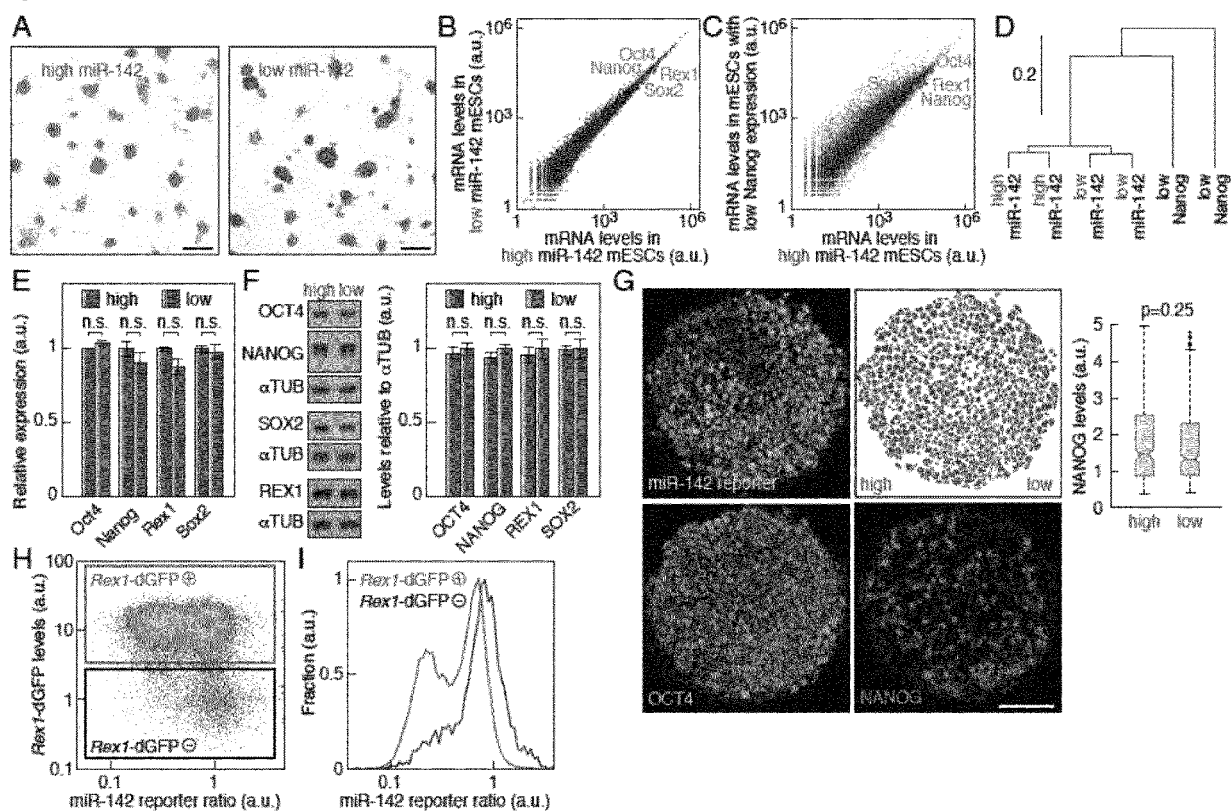 A
high miR-142
low miR-142
B
mRNA levels in
low miR-142 mESCs (a.u.)
10⁶
10³
1
Oct4
Nanog
Rex1
Sox2
1
10³
10⁶
mRNA levels in
high miR-142 mESCs (a.u.)
C
mRNA levels in mESCs with
low Nanog expression (a.u.)
10⁶
10³
1
Oct4
Rex1
Nanog
1
10³
10⁶
mRNA levels in
high miR-142 mESCs (a.u.)
D
0.2
high
miR-142
high
miR-142
low
miR-142
low
miR-142
low
Nanog
low
Nanog
E
Relative expression (a.u.)
high
low
n.s.
n.s.
n.s.
n.s.
1
0.5
0
Oct4
Nanog
Rex1
Sox2
F
high low
OCT4
NANOG
αTUB
SOX2
αTUB
REX1
αTUB
Levels relative to αTUB (a.u.)
high
low
n.s.
n.s.
n.s.
n.s.
1
0.5
0
OCT4
NANOG
REX1
SOX2
G
miR-142 reporter
high
low
OCT4
NANOG
NANOG levels (a.u.)
p=0.25
5
4
3
2
1
0
high
low
H
Rex1-dGFP levels (a.u.)
100
10
1
0.1
Rex1-dGFP ⊕
Rex1-dGFP ⊖
0.1
1
miR-142 reporter ratio (a.u.)
I
Fraction (a.u.)
1
0.5
0
Rex1-dGFP ⊕
Rex1-dGFP ⊖
0.1
1
miR-142 reporter ratio (a.u.)